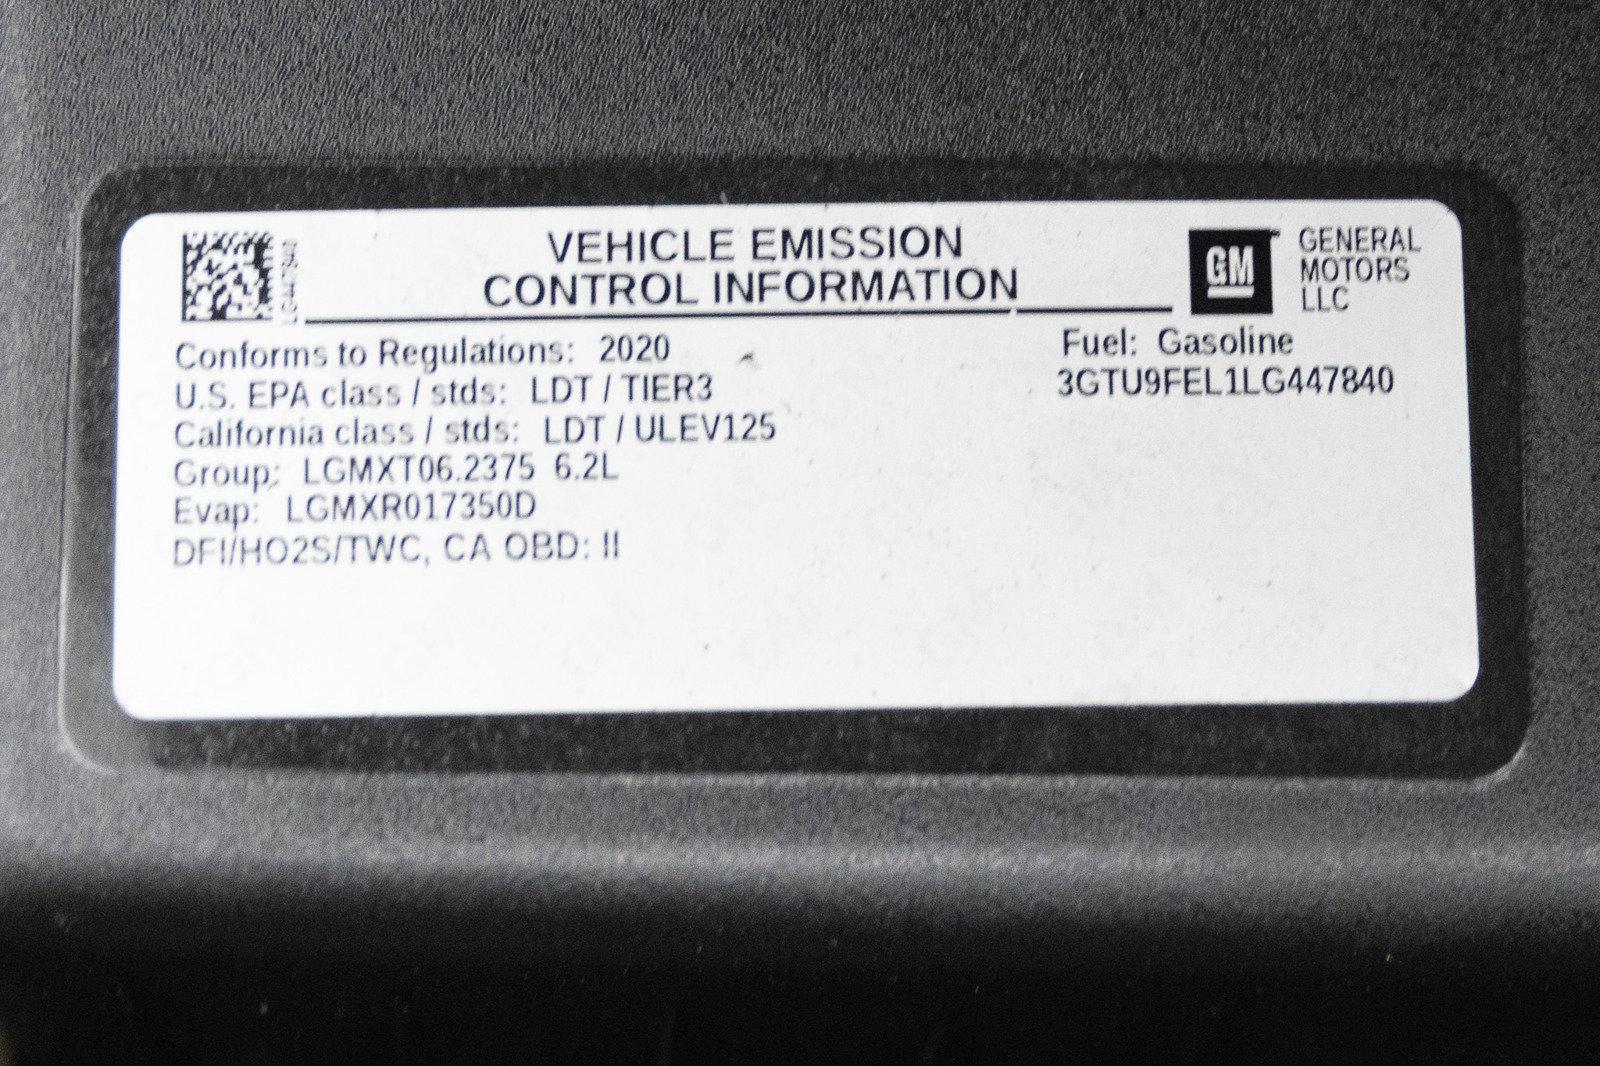 VEHICLE EMISSION
CONTROL INFORMATION
GM
GENERAL
MOTORS
LLC
Conforms to Regulations: 2020
U.S. EPA class / stds: LDT / TIER3
California class / stds: LDT / ULEV125
Group: LGMXT06.2375 6.2L
Evap: LGMXR017350D
DFI/HO2S/TWC, CA OBD: II
Fuel: Gasoline
3GTU9FEL1LG447840